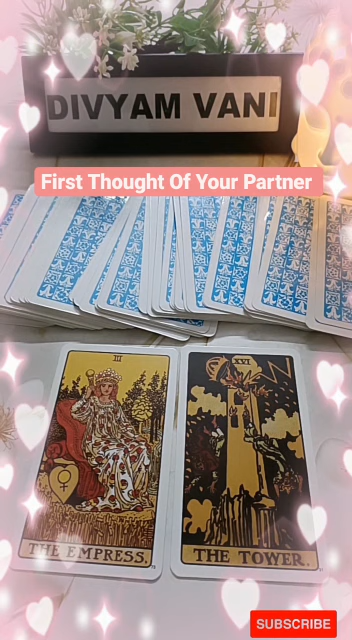 DIVYAM VANI
First Thought Of Your Partner
III
XVI
THE EMPRESS.
THE TOWER.
SUBSCRIBE